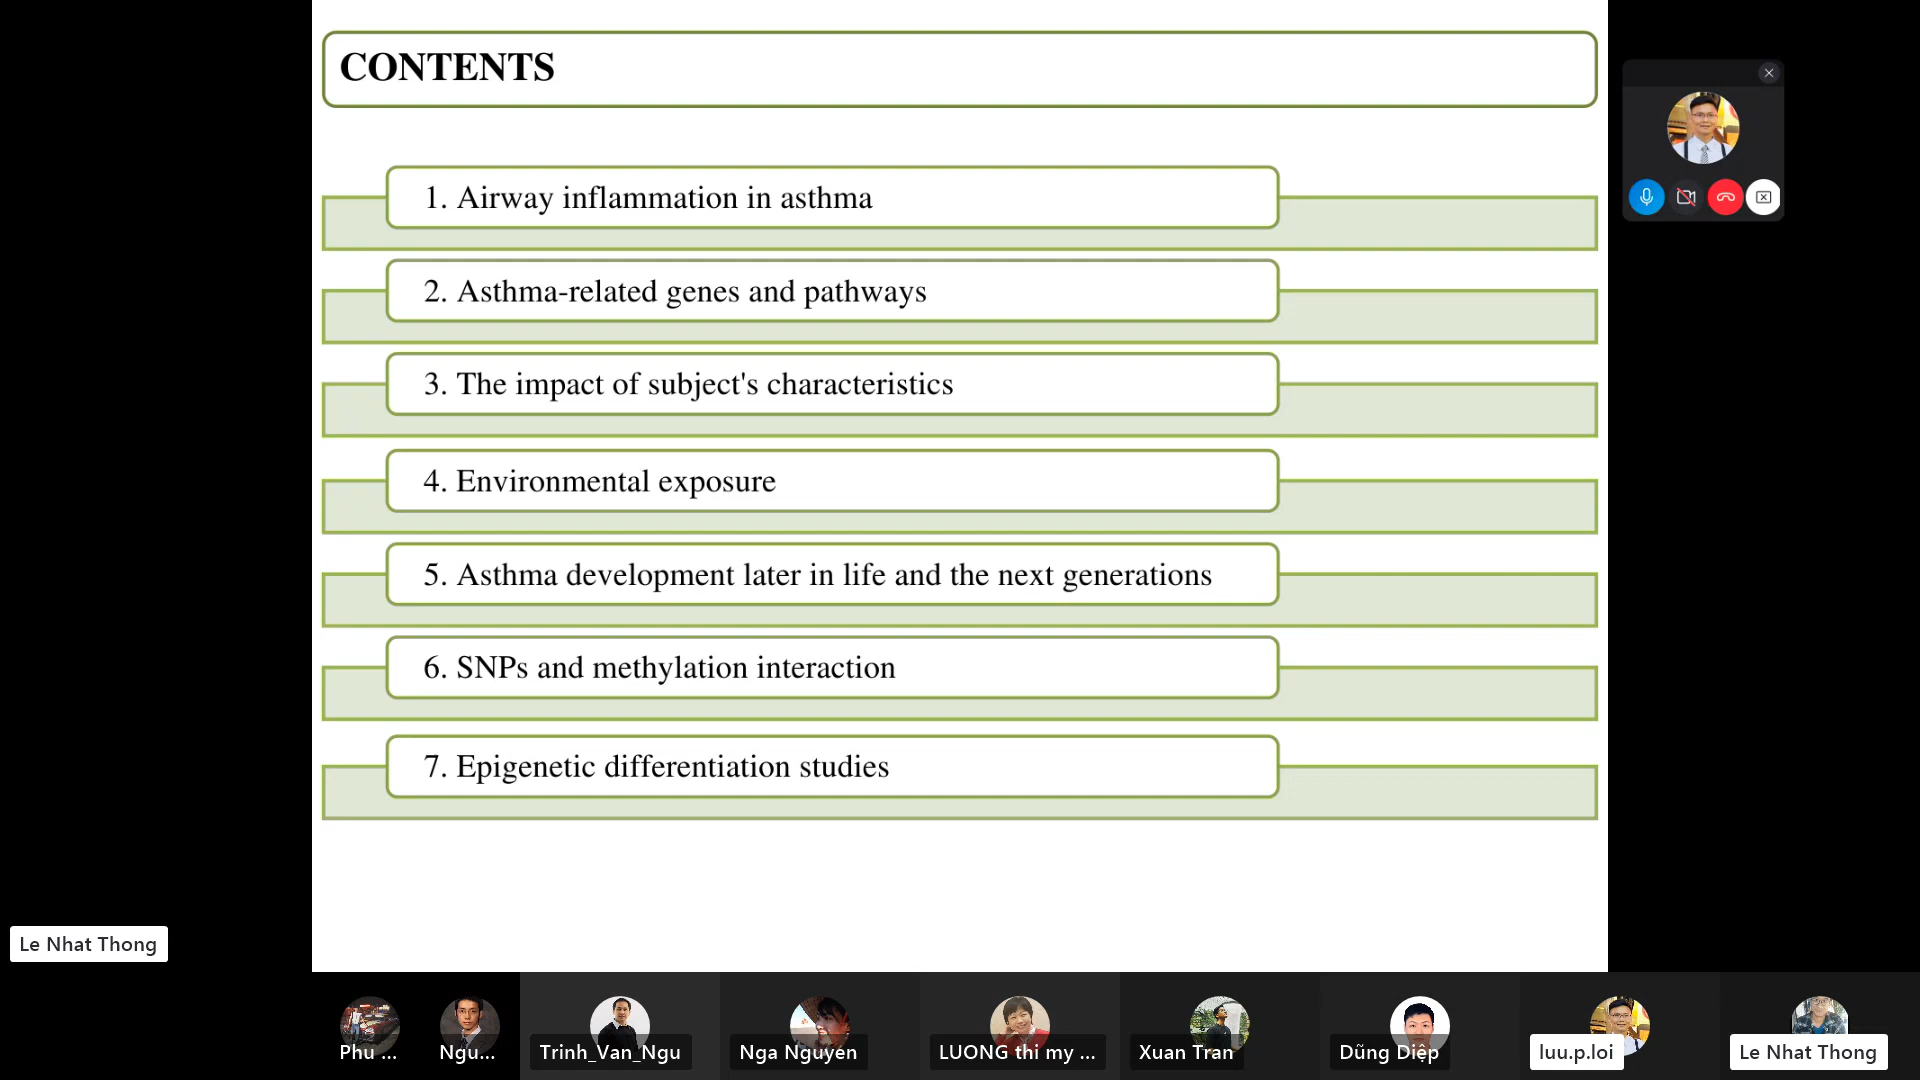 CONTENTS
1. Airway inflammation in asthma
2. Asthma-related genes and pathways
3. The impact of subject's characteristics
4. Environmental exposure
5. Asthma development later in life and the next generations
6. SNPs and methylation interaction
7. Epigenetic differentiation studies
Le Nhat Thong
Phu ...
Ngu...
Trinh_Van_Ngu
Nga Nguyen
LUONG thi my ...
Xuan Tran
Dũng Diệp
luu.p.loi
Le Nhat Thong